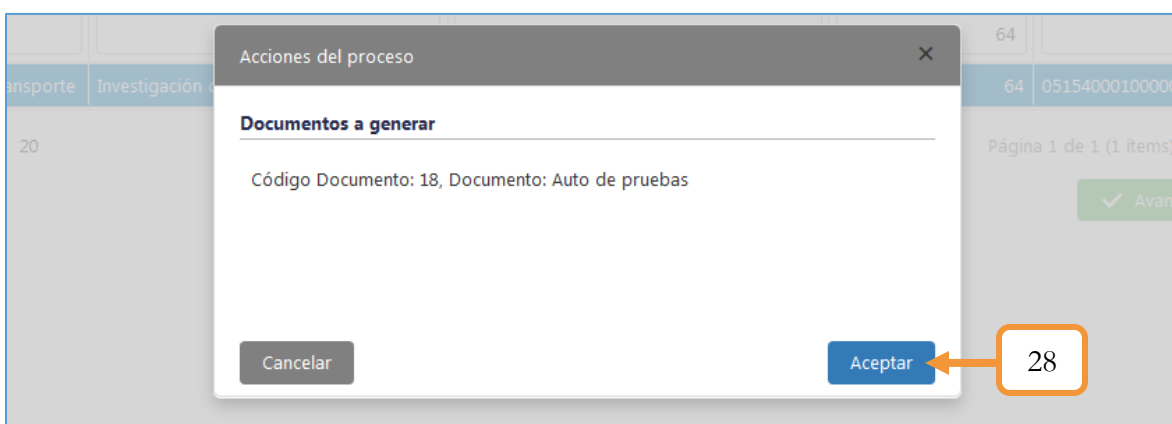 64
Acciones del proceso
ansporte Investigación 64
Documentos a generar
20 Página 1 de 1 (1 ítems)
Código Documento: 18, Documento: Auto de pruebas
Cancelar Aceptar 28